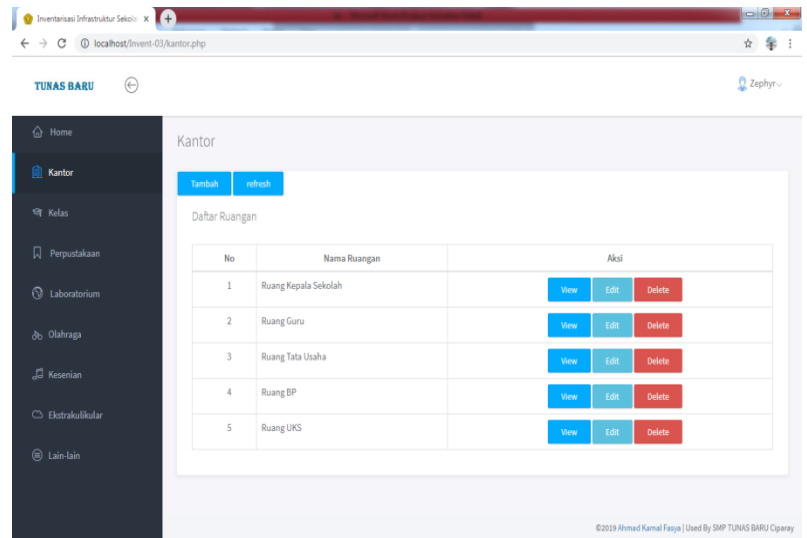 Inventarisasi Infrastruktur Sekola
localhost/Invent-03/kantor.php
TUNAS BARU
Zephyr
Home
Kantor
Kelas
Perpustakaan
Laboratorium
Olahraga
Kesenian
Ekstrakulikular
Lain-lain
Kantor
Tambah refresh
Daftar Ruangan
No Nama Ruangan Aksi
1 Ruang Kepala Sekolah View Edit Delete
2 Ruang Guru View Edit Delete
3 Ruang Tata Usaha View Edit Delete
4 Ruang BP View Edit Delete
5 Ruang UKS View Edit Delete
©2019 Ahmad Kamal Fasya | Used By SMP TUNAS BARU Ciparay